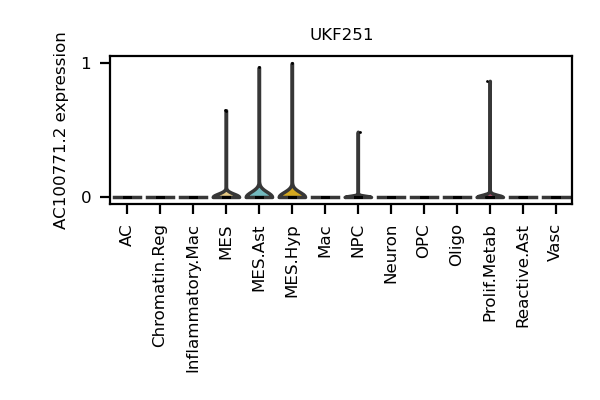 UKF251
AC100771.2 expression
1
0
AC
Chromatin.Reg
Inflammatory.Mac
MES
MES.Ast
MES.Hyp
Mac
NPC
Neuron
OPC
Oligo
Prolif.Metab
Reactive.Ast
Vasc